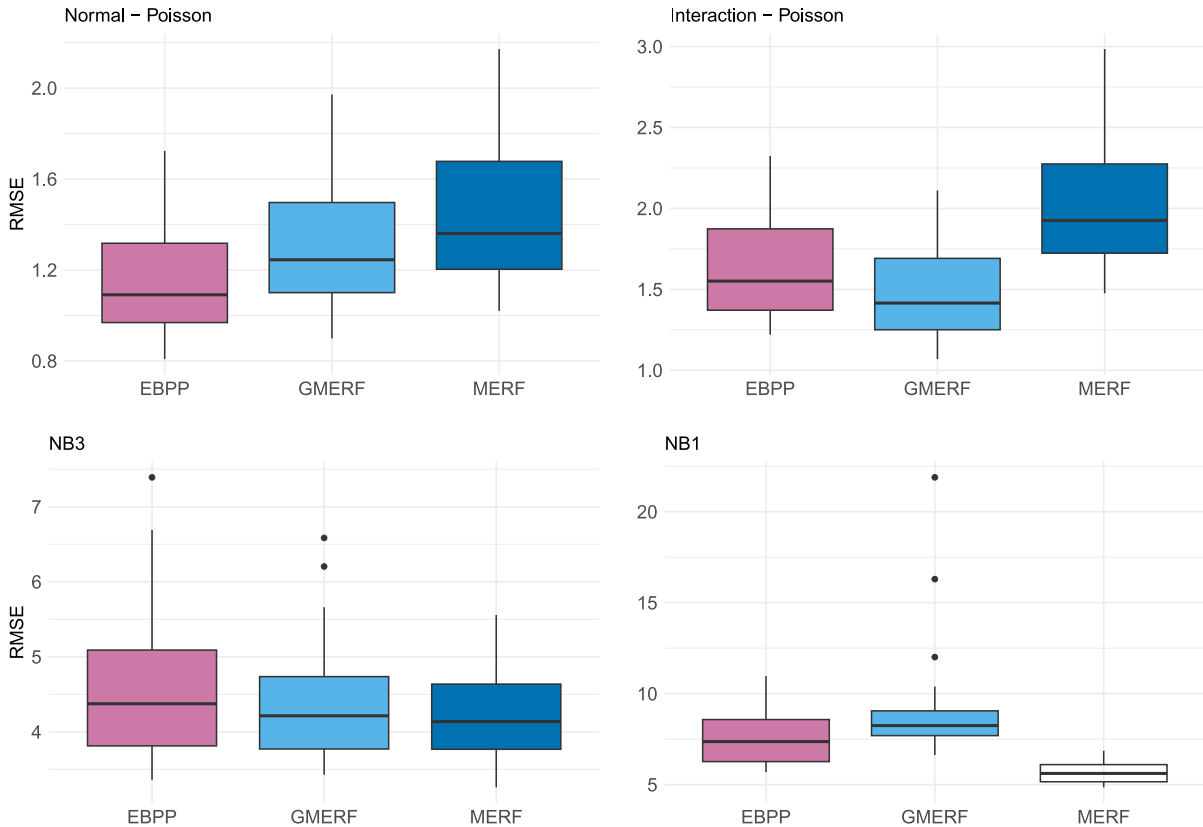 Normal − Poisson
RMSE
2.0
1.6
1.2
0.8
EBPP GMERF MERF
Interaction − Poisson
3.0
2.5
2.0
1.5
1.0
EBPP GMERF MERF
NB3
RMSE
7
6
5
4
EBPP GMERF MERF
NB1
20
15
10
5
EBPP GMERF MERF